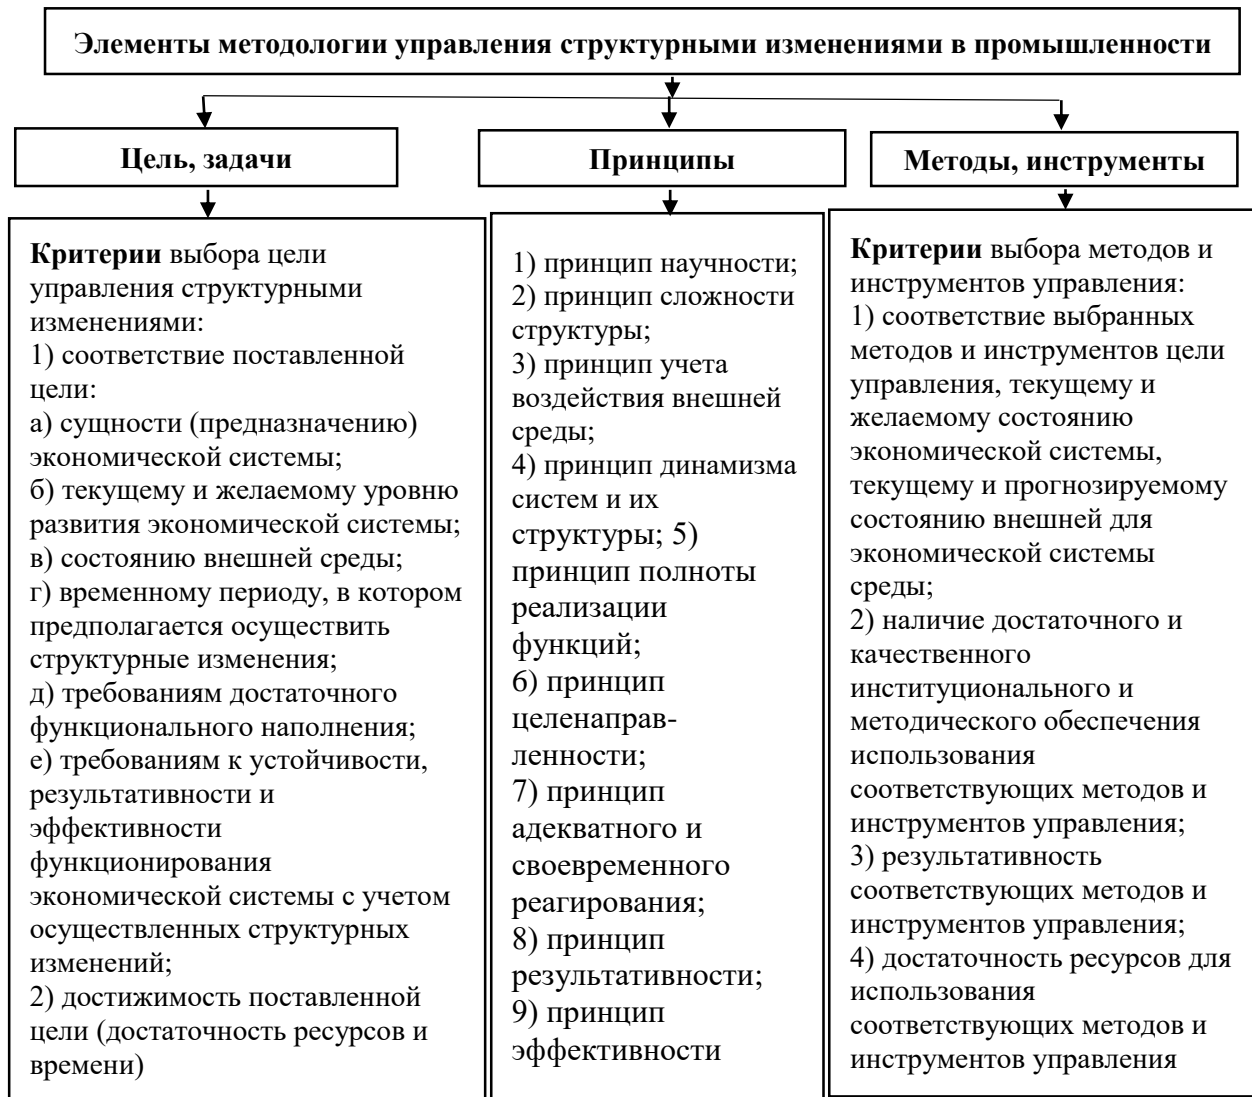 Элементы методологии управления структурными изменениями в промышленности
Цель, задачи
Принципы
Методы, инструменты
Критерии выбора цели
управления структурными
изменениями:
1) соответствие поставленной
цели:
а) сущности (предназначению)
экономической системы;
б) текущему и желаемому уровню
развития экономической системы;
в) состоянию внешней среды;
г) временному периоду, в котором
предполагается осуществить
структурные изменения;
д) требованиям достаточного
функционального наполнения;
е) требованиям к устойчивости,
результативности и
эффективности
функционирования
экономической системы с учетом
осуществленных структурных
изменений;
2) достижимость поставленной
цели (достаточность ресурсов и
времени)
1) принцип научности;
2) принцип сложности
структуры;
3) принцип учета
воздействия внешней
среды;
4) принцип динамизма
систем и их
структуры; 5)
принцип полноты
реализации
функций;
6) принцип
целенаправ-
ленности;
7) принцип
адекватного и
своевременного
реагирования;
8) принцип
результативности;
9) принцип
эффективности
Критерии выбора методов и
инструментов управления:
1) соответствие выбранных
методов и инструментов цели
управления, текущему и
желаемому состоянию
экономической системы,
текущему и прогнозируемому
состоянию внешней для
экономической системы
среды;
2) наличие достаточного и
качественного
институционального и
методического обеспечения
использования
соответствующих методов и
инструментов управления;
3) результативность
соответствующих методов и
инструментов управления;
4) достаточность ресурсов для
использования
соответствующих методов и
инструментов управления